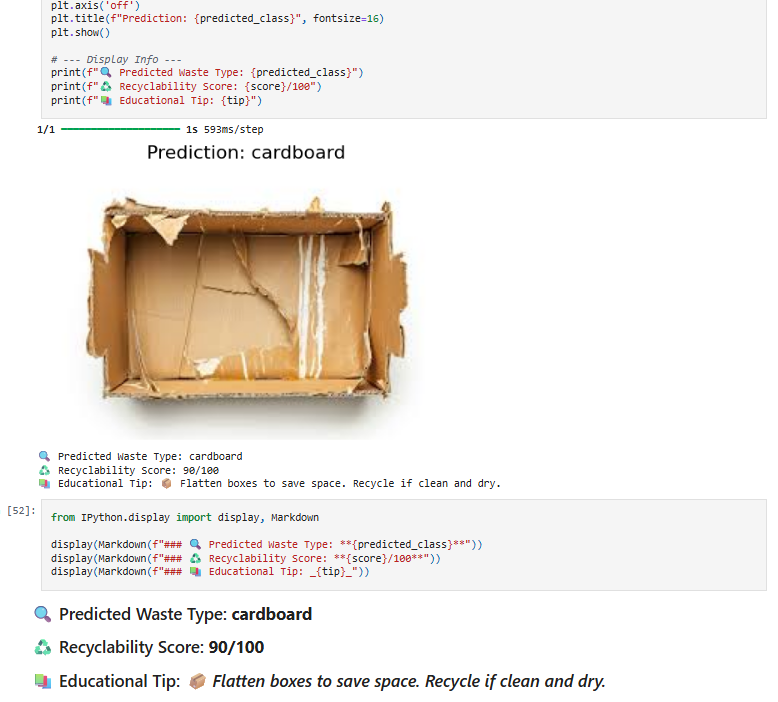 plt.axis('off')
plt.title(f"Prediction: {predicted_class}", fontsize=16)
plt.show()
# --- Display Info ---
print(f"🔍 Predicted Waste Type: {predicted_class}")
print(f"♻️ Recyclability Score: {score}/100")
print(f"📚 Educational Tip: {tip}")
1/1 ━━━━━━━━━━━━━━━━━━━━ 1s 593ms/step
Prediction: cardboard
🔍 Predicted Waste Type: cardboard
♻️ Recyclability Score: 90/100
📚 Educational Tip: 📦 Flatten boxes to save space. Recycle if clean and dry.
[52]:
from IPython.display import display, Markdown
display(Markdown(f"### 🔍 Predicted Waste Type: **{predicted_class}**"))
display(Markdown(f"### ♻️ Recyclability Score: **{score}/100**"))
display(Markdown(f"### 📚 Educational Tip: _{tip}_"))
🔍 Predicted Waste Type: cardboard
♻️ Recyclability Score: 90/100
📚 Educational Tip: 📦 Flatten boxes to save space. Recycle if clean and dry.